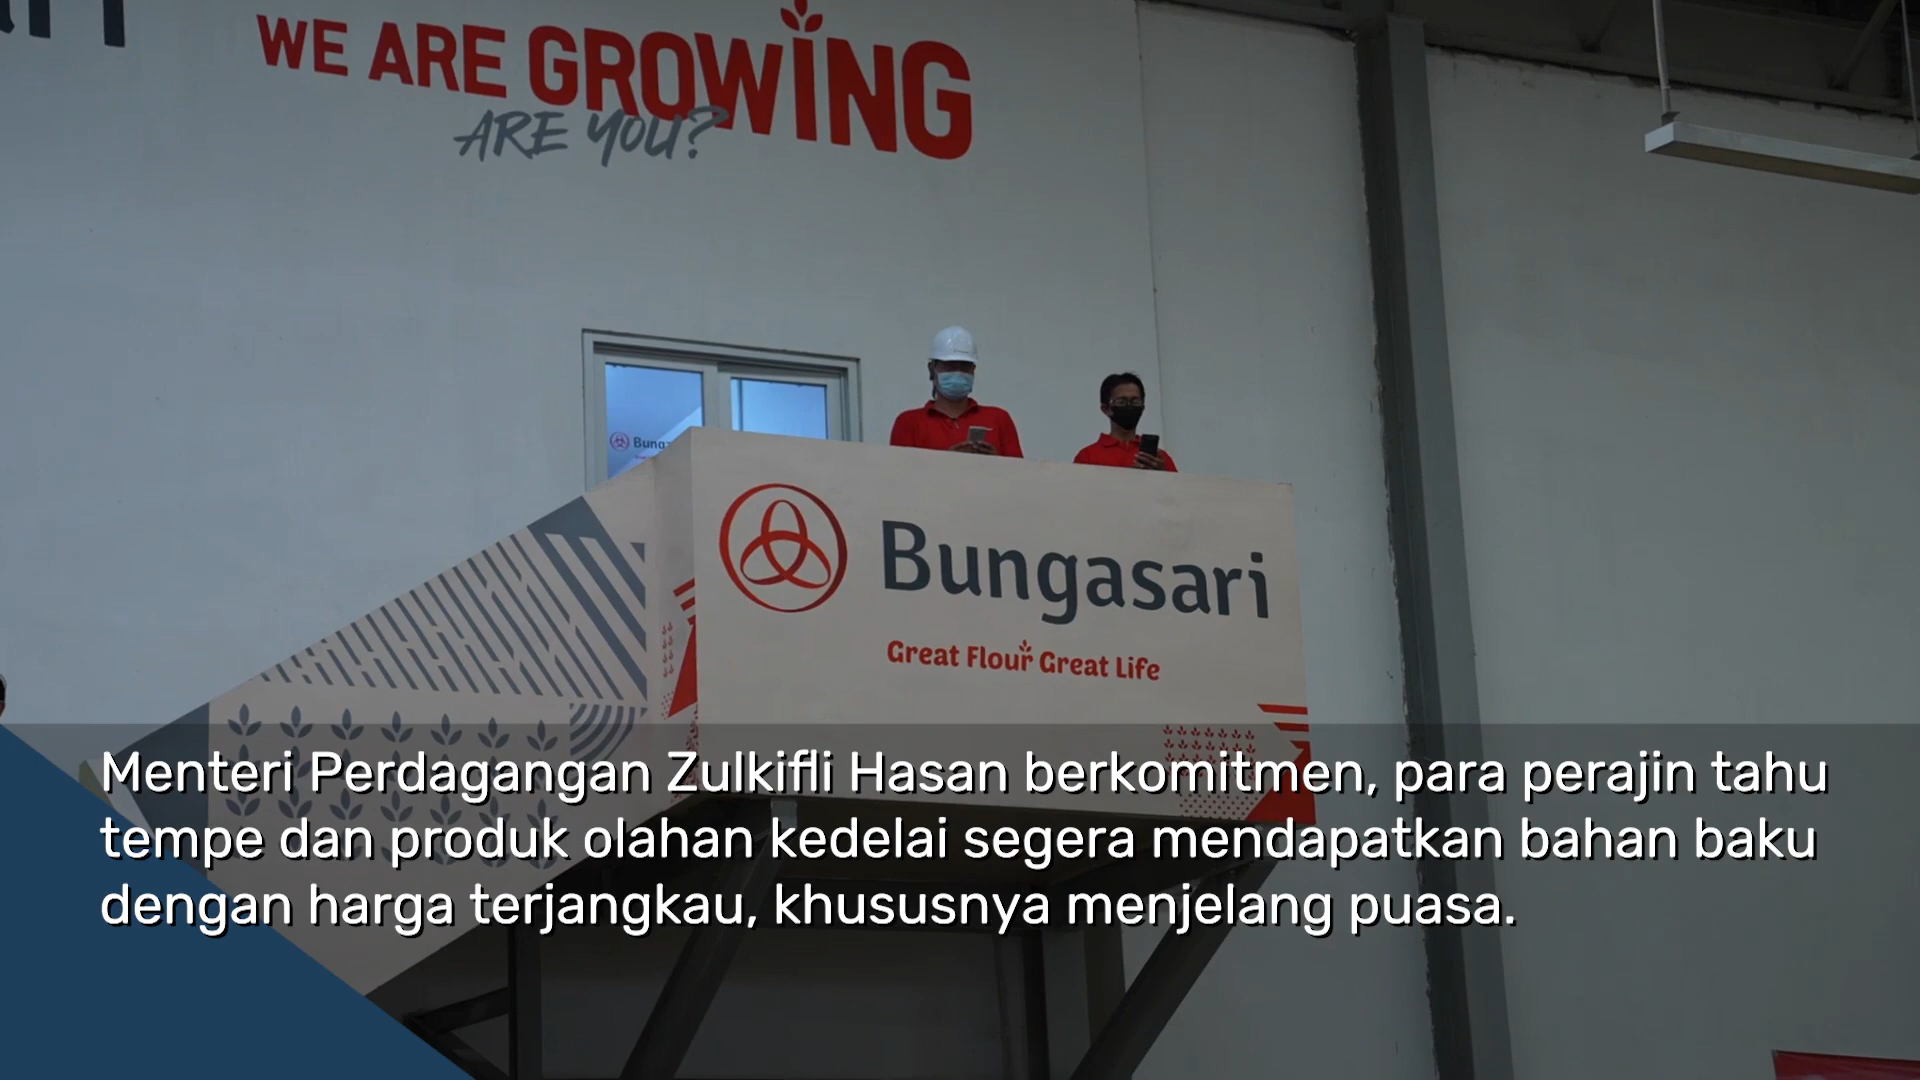 WE ARE GROWING
ARE YOU?
Bungasari
Great Flour Great Life
Menteri Perdagangan Zulkifli Hasan berkomitmen, para perajin tahu
tempe dan produk olahan kedelai segera mendapatkan bahan baku
dengan harga terjangkau, khususnya menjelang puasa.